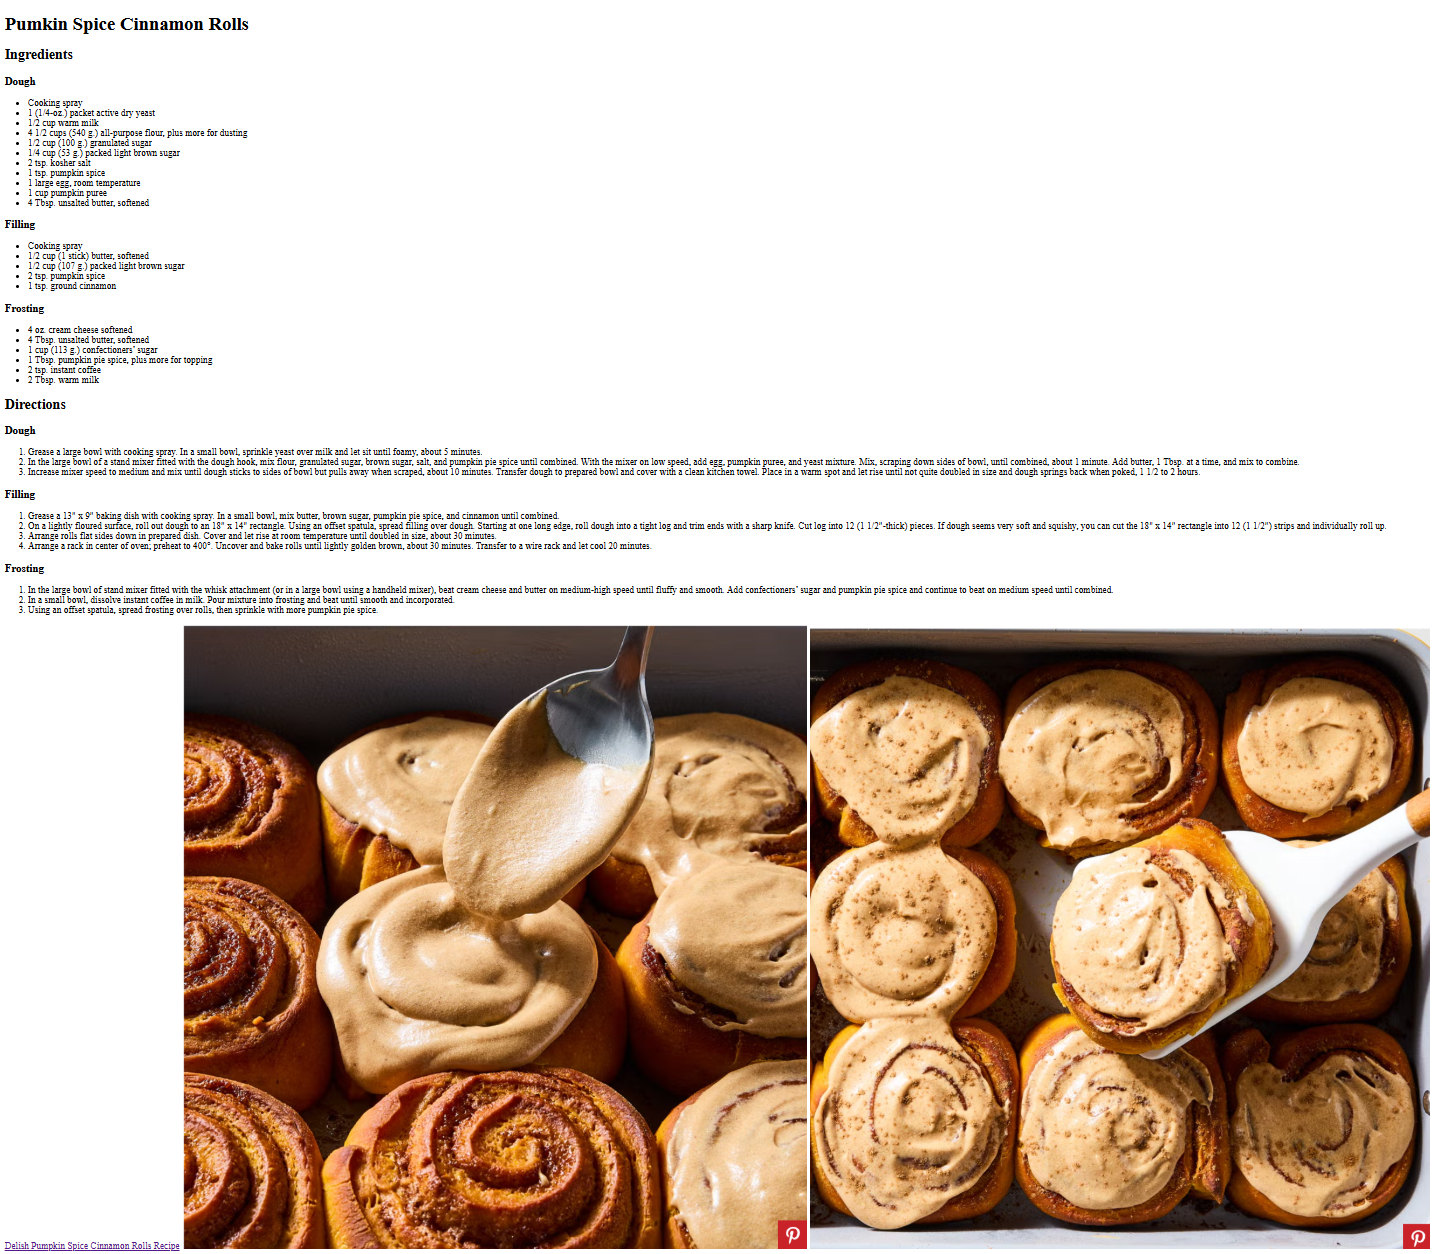 Pumkin Spice Cinnamon Rolls
Ingredients
Dough
Cooking spray
1 (1/4-oz.) packet active dry yeast
1/2 cup warm milk
4 1/2 cups (540 g.) all-purpose flour, plus more for dusting
1/2 cup (100 g.) granulated sugar
1/4 cup (53 g.) packed light brown sugar
2 tsp. kosher salt
1 tsp. pumpkin spice
1 large egg, room temperature
1 cup pumpkin puree
4 Tbsp. unsalted butter, softened
Filling
Cooking spray
1/2 cup (1 stick) butter, softened
1/2 cup (107 g.) packed light brown sugar
2 tsp. pumpkin spice
1 tsp. ground cinnamon
Frosting
4 oz. cream cheese softened
4 Tbsp. unsalted butter, softened
1 cup (113 g.) confectioners' sugar
1 Tbsp. pumpkin pie spice, plus more for topping
2 tsp. instant coffee
2 Tbsp. warm milk
Directions
Dough
1. Grease a large bowl with cooking spray. In a small bowl, sprinkle yeast over milk and let sit until foamy, about 5 minutes.
2. In the large bowl of a stand mixer fitted with the dough hook, mix flour, granulated sugar, brown sugar, salt, and pumpkin pie spice until combined. With the mixer on low speed, add egg, pumpkin puree, and yeast mixture. Mix, scraping down sides of bowl, until combined, about 1 minute. Add butter, 1 Tbsp. at a time, and mix to combine.
3. Increase mixer speed to medium and mix until dough sticks to sides of bowl but pulls away when scraped, about 10 minutes. Transfer dough to prepared bowl and cover with a clean kitchen towel. Place in a warm spot and let rise until not quite doubled in size and dough springs back when poked, 1 1/2 to 2 hours.
Filling
1. Grease a 13" x 9" baking dish with cooking spray. In a small bowl, mix butter, brown sugar, pumpkin pie spice, and cinnamon until combined.
2. On a lightly floured surface, roll out dough to an 18" x 14" rectangle. Using an offset spatula, spread filling over dough. Starting at one long edge, roll dough into a tight log and trim ends with a sharp knife. Cut log into 12 (1 1/2"-thick) pieces. If dough seems very soft and squishy, you can cut the 18" x 14" rectangle into 12 (1 1/2") strips and individually roll up.
3. Arrange rolls flat sides down in prepared dish. Cover and let rise at room temperature until doubled in size, about 30 minutes.
4. Arrange a rack in center of oven; preheat to 400°. Uncover and bake rolls until lightly golden brown, about 30 minutes. Transfer to a wire rack and let cool 20 minutes.
Frosting
1. In the large bowl of stand mixer fitted with the whisk attachment (or in a large bowl using a handheld mixer), beat cream cheese and butter on medium-high speed until fluffy and smooth. Add confectioners' sugar and pumpkin pie spice and continue to beat on medium speed until combined.
2. In a small bowl, dissolve instant coffee in milk. Pour mixture into frosting and beat until smooth and incorporated.
3. Using an offset spatula, spread frosting over rolls, then sprinkle with more pumpkin pie spice.
Delish Pumpkin Spice Cinnamon Rolls Recipe